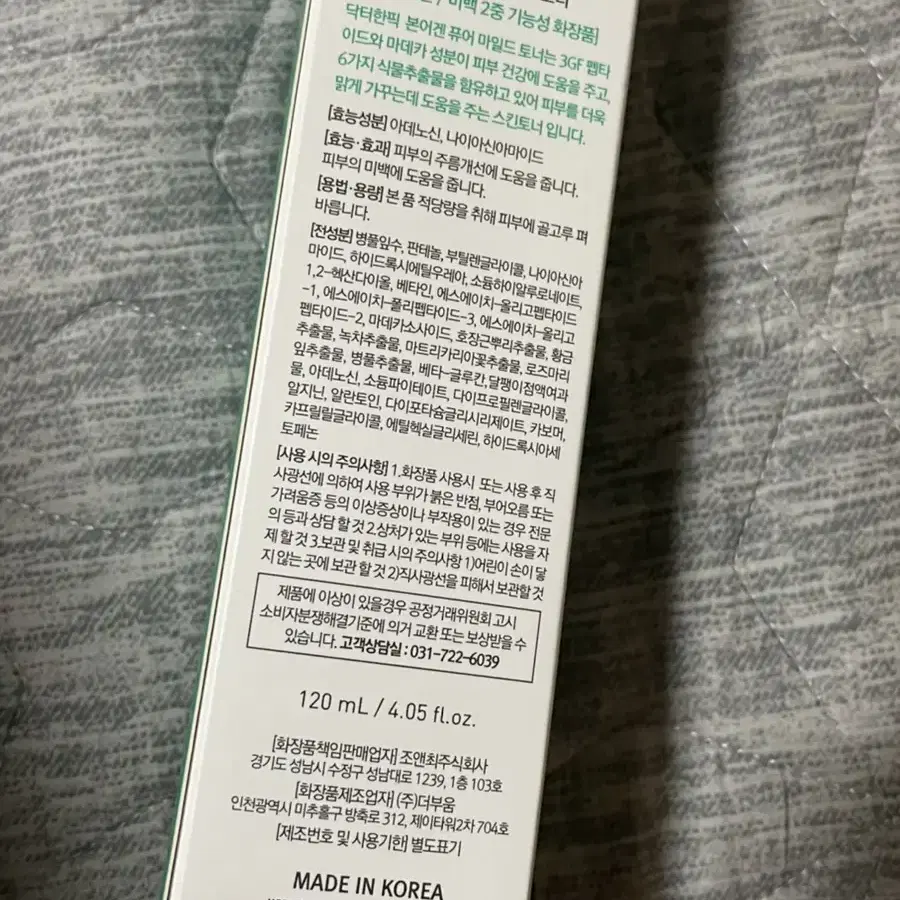 미백 2중 기능성 화장품]
닥터한픽 본어겐 퓨어 마일드 토너는 3GF 펩타
이드와 마데카 성분이 피부 건강에 도움을 주고,
6가지 식물추출물을 함유하고 있어 피부를 더욱
맑게 가꾸는데 도움을 주는 스킨토너 입니다.
[효능성분] 아데노신, 나이아신아마이드
[효능·효과] 피부의 주름개선에 도움을 줍니다.
피부의 미백에 도움을 줍니다.
[용법·용량] 본 품 적당량을 취해 피부에 골고루 펴
바릅니다.
[전성분] 병풀잎수, 판테놀, 부틸렌글라이콜, 나이아신아
마이드, 하이드록시에틸우레아, 소듐하이알루로네이트,
1,2-헥산다이올, 베타인, 에스에이치-올리고펩타이드
-1, 에스에이치-폴리펩타이드-3, 에스에이치-올리고
펩타이드-2, 마데카소사이드, 호장근뿌리추출물, 황금
추출물, 녹차추출물, 마트리카리아꽃추출물, 로즈마리
잎추출물, 병풀추출물, 베타-글루칸, 달팽이점액여과
물, 아데노신, 소듐파이테이트, 다이프로필렌글라이콜,
알지닌, 알란토인, 다이포타슘글리시리제이트, 카보머,
카프릴릴글라이콜, 에틸헥실글리세린, 하이드록시아세
토페논
[사용 시의 주의사항] 1.화장품 사용시 또는 사용 후 직
사광선에 의하여 사용 부위가 붉은 반점, 부어오름 또는
가려움증 등의 이상증상이나 부작용이 있는 경우 전문
의 등과 상담 할 것 2.상처가 있는 부위 등에는 사용을 자
제 할 것 3.보관 및 취급 시의 주의사항 1)어린이 손이 닿
지 않는 곳에 보관 할 것 2)직사광선을 피해서 보관할 것
제품에 이상이 있을경우 공정거래위원회 고시
소비자분쟁해결기준에 의거 교환 또는 보상받을 수
있습니다. 고객상담실 : 031-722-6039
120 mL / 4.05 fl.oz.
[화장품책임판매업자] 조앤최주식회사
경기도 성남시 수정구 성남대로 1239, 1층 103호
[화장품제조업자] (주)더부움
인천광역시 미추홀구 방축로 312, 제이타워2차 704호
[제조번호 및 사용기한] 별도표기
MADE IN KOREA